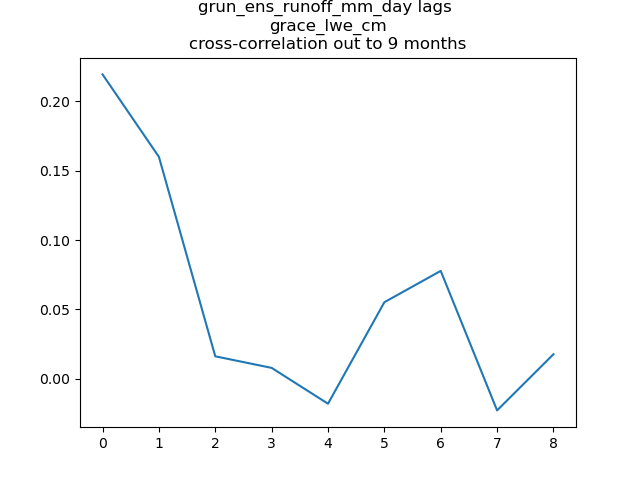 grun_ens_runoff_mm_day lags
grace_lwe_cm
cross-correlation out to 9 months
0.20
0.15
0.10
0.05
0.00
0 1 2 3 4 5 6 7 8